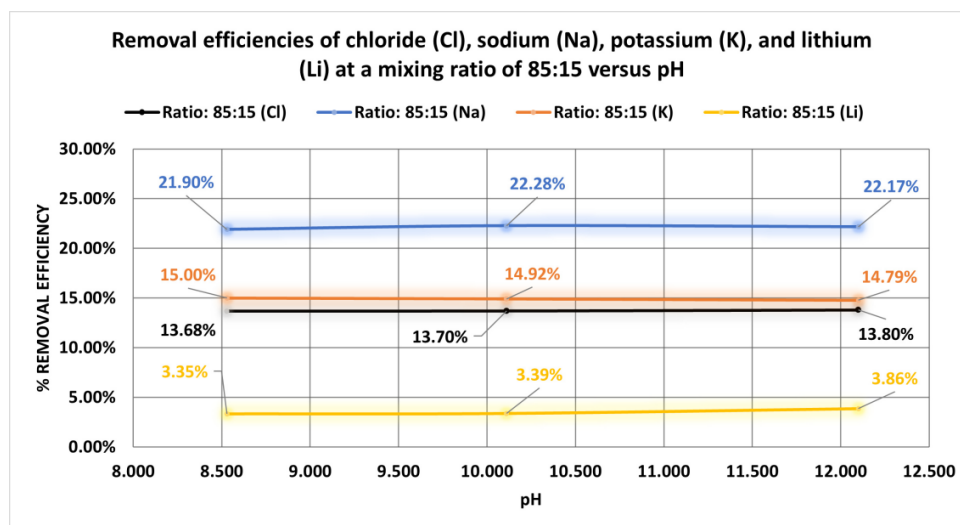 Removal efficiencies of chloride (Cl), sodium (Na), potassium (K), and lithium
(Li) at a mixing ratio of 85:15 versus pH
Ratio: 85:15 (Cl) Ratio: 85:15 (Na) Ratio: 85:15 (K) Ratio: 85:15 (Li)
% REMOVAL EFFICIENCY
30.00%
25.00%
20.00%
15.00%
10.00%
5.00%
0.00%
21.90% 22.28% 22.17%
15.00% 14.92% 14.79%
13.68% 13.70% 13.80%
3.35% 3.39% 3.86%
8.000 8.500 9.000 9.500 10.000 10.500 11.000 11.500 12.000 12.500
pH